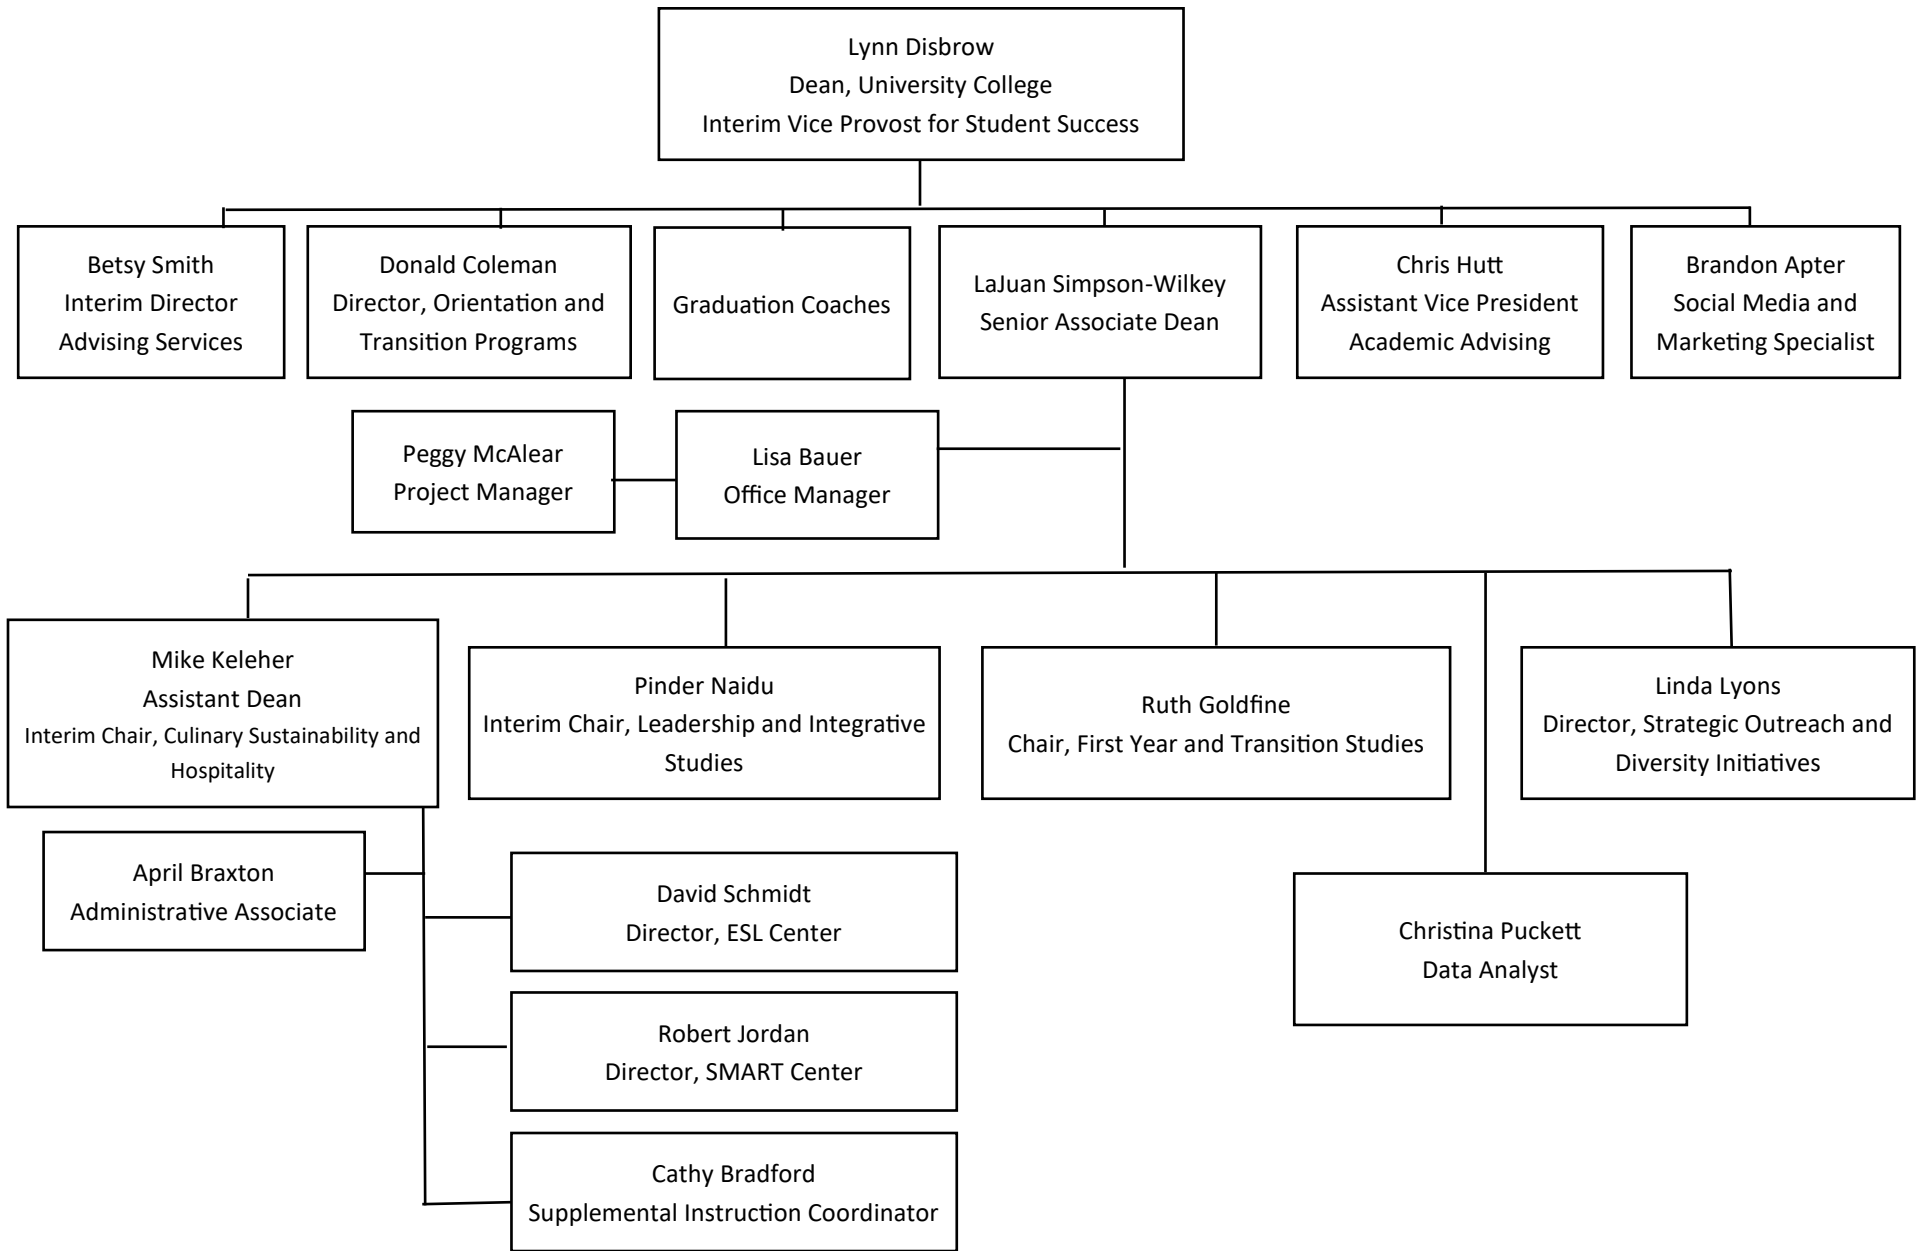 Lynn Disbrow
Dean, University College
Interim Vice Provost for Student Success
Betsy Smith
Interim Director
Advising Services
Donald Coleman
Director, Orientation and
Transition Programs
Graduation Coaches
LaJuan Simpson-Wilkey
Senior Associate Dean
Chris Hutt
Assistant Vice President
Academic Advising
Brandon Apter
Social Media and
Marketing Specialist
Peggy McAlear
Project Manager
Lisa Bauer
Office Manager
Mike Keleher
Assistant Dean
Interim Chair, Culinary Sustainability and
Hospitality
Pinder Naidu
Interim Chair, Leadership and Integrative
Studies
Ruth Goldfine
Chair, First Year and Transition Studies
Linda Lyons
Director, Strategic Outreach and
Diversity Initiatives
April Braxton
Administrative Associate
David Schmidt
Director, ESL Center
Christina Puckett
Data Analyst
Robert Jordan
Director, SMART Center
Cathy Bradford
Supplemental Instruction Coordinator